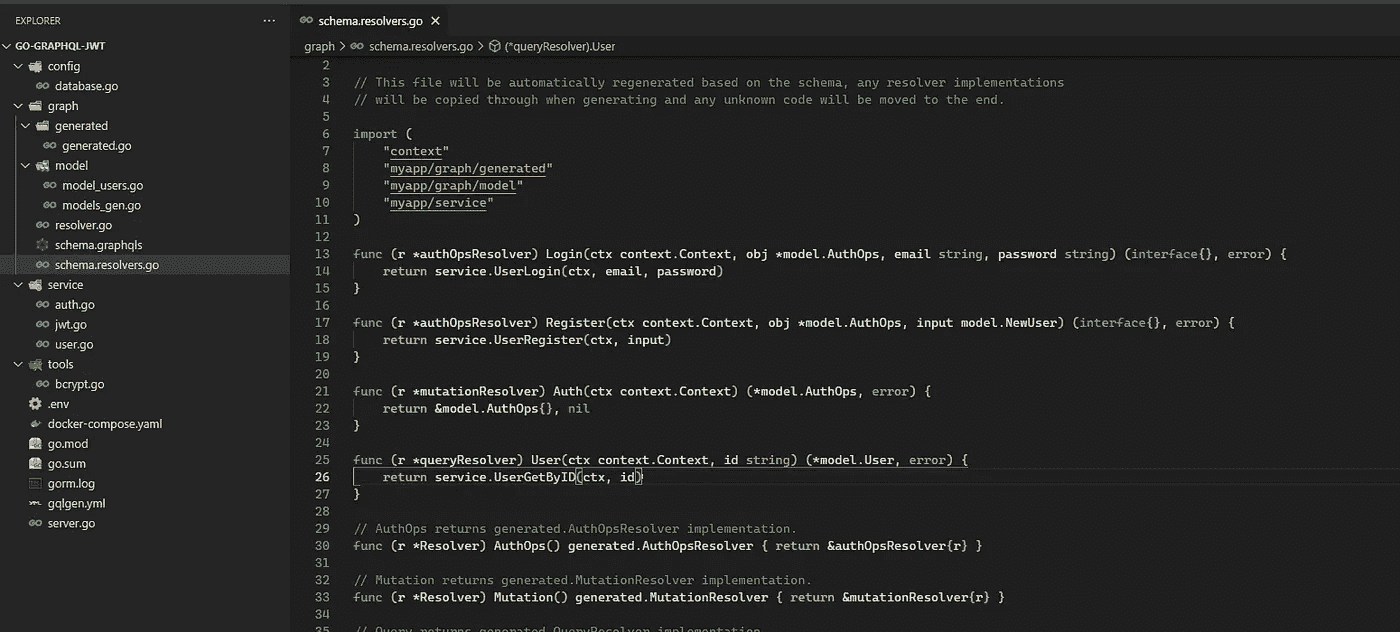 EXPLORER
GO-GRAPHQL-JWT
config
database.go
graph
generated
generated.go
model
model_users.go
models_gen.go
resolver.go
schema.graphqls
schema.resolvers.go
service
auth.go
jwt.go
user.go
tools
bcrypt.go
.env
docker-compose.yaml
go.mod
go.sum
gorm.log
gqlgen.yml
server.go
schema.resolvers.go
graph > schema.resolvers.go > (*queryResolver).User
2
3 // This file will be automatically regenerated based on the schema, any resolver implementations
4 // will be copied through when generating and any unknown code will be moved to the end.
5
6 import (
7 "context"
8 "myapp/graph/generated"
9 "myapp/graph/model"
10 "myapp/service"
11 )
12
13 func (r *authOpsResolver) Login(ctx context.Context, obj *model.AuthOps, email string, password string) (interface{}, error) {
14 return service.UserLogin(ctx, email, password)
15 }
16
17 func (r *authOpsResolver) Register(ctx context.Context, obj *model.AuthOps, input model.NewUser) (interface{}, error) {
18 return service.UserRegister(ctx, input)
19 }
20
21 func (r *mutationResolver) Auth(ctx context.Context) (*model.AuthOps, error) {
22 return &model.AuthOps{}, nil
23 }
24
25 func (r *queryResolver) User(ctx context.Context, id string) (*model.User, error) {
26 return service.UserGetByID(ctx, id)
27 }
28
29 // AuthOps returns generated.AuthOpsResolver implementation.
30 func (r *Resolver) AuthOps() generated.AuthOpsResolver { return &authOpsResolver{r} }
31
32 // Mutation returns generated.MutationResolver implementation.
33 func (r *Resolver) Mutation() generated.MutationResolver { return &mutationResolver{r} }
34
35 // Query returns generated.QueryResolver implementation.